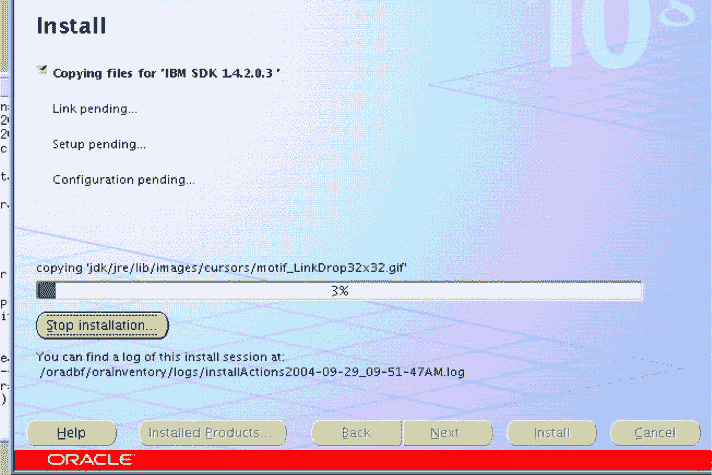 Install
10g
Copying files for 'IBM SDK 1.4.2.0.3 '
Link pending...
Setup pending...
Configuration pending...
copying 'jdk/jre/lib/images/cursors/motif_LinkDrop32x32.gif'
3%
Stop installation...
You can find a log of this install session at:
/oradbf/oraInventory/logs/installActions2004-09-29_09-51-47AM.log
Help Installed Products... Back Next Install Cancel
ORACLE